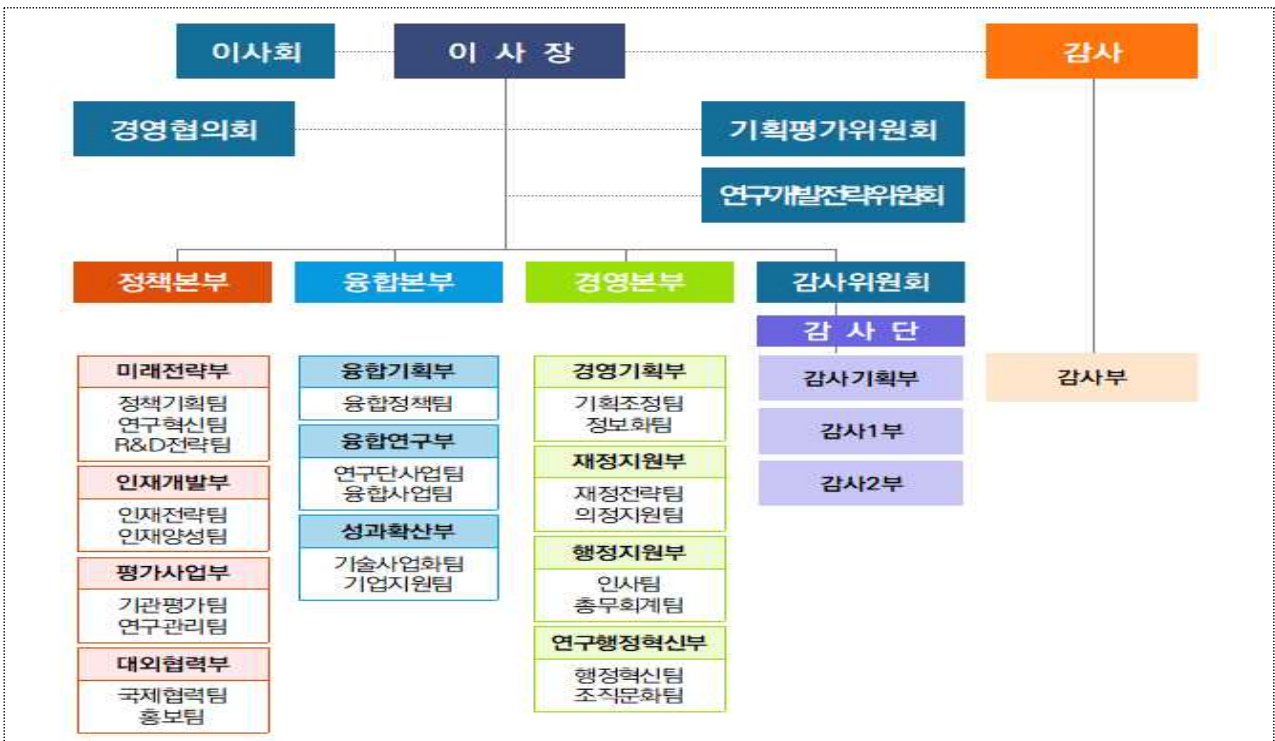 이사회
이 사 장
감사
경영협의회
기획평가위원회
연구개발전략위원회
정책본부
융합본부
경영본부
감사위원회
감 사 단
미래전략부
정책기획팀
연구혁신팀
R&D전략팀
인재개발부
인재전략팀
인재양성팀
평가사업부
기관평가팀
연구관리팀
대외협력부
국제협력팀
홍보팀
융합기획부
융합정책팀
융합연구부
연구단사업팀
융합사업팀
성과확산부
기술사업화팀
기업지원팀
경영기획부
기획조정팀
정보화팀
재정지원부
재정전략팀
의정지원팀
행정지원부
인사팀
총무회계팀
연구행정혁신부
행정혁신팀
조직문화팀
감사기획부
감사1부
감사2부
감사부